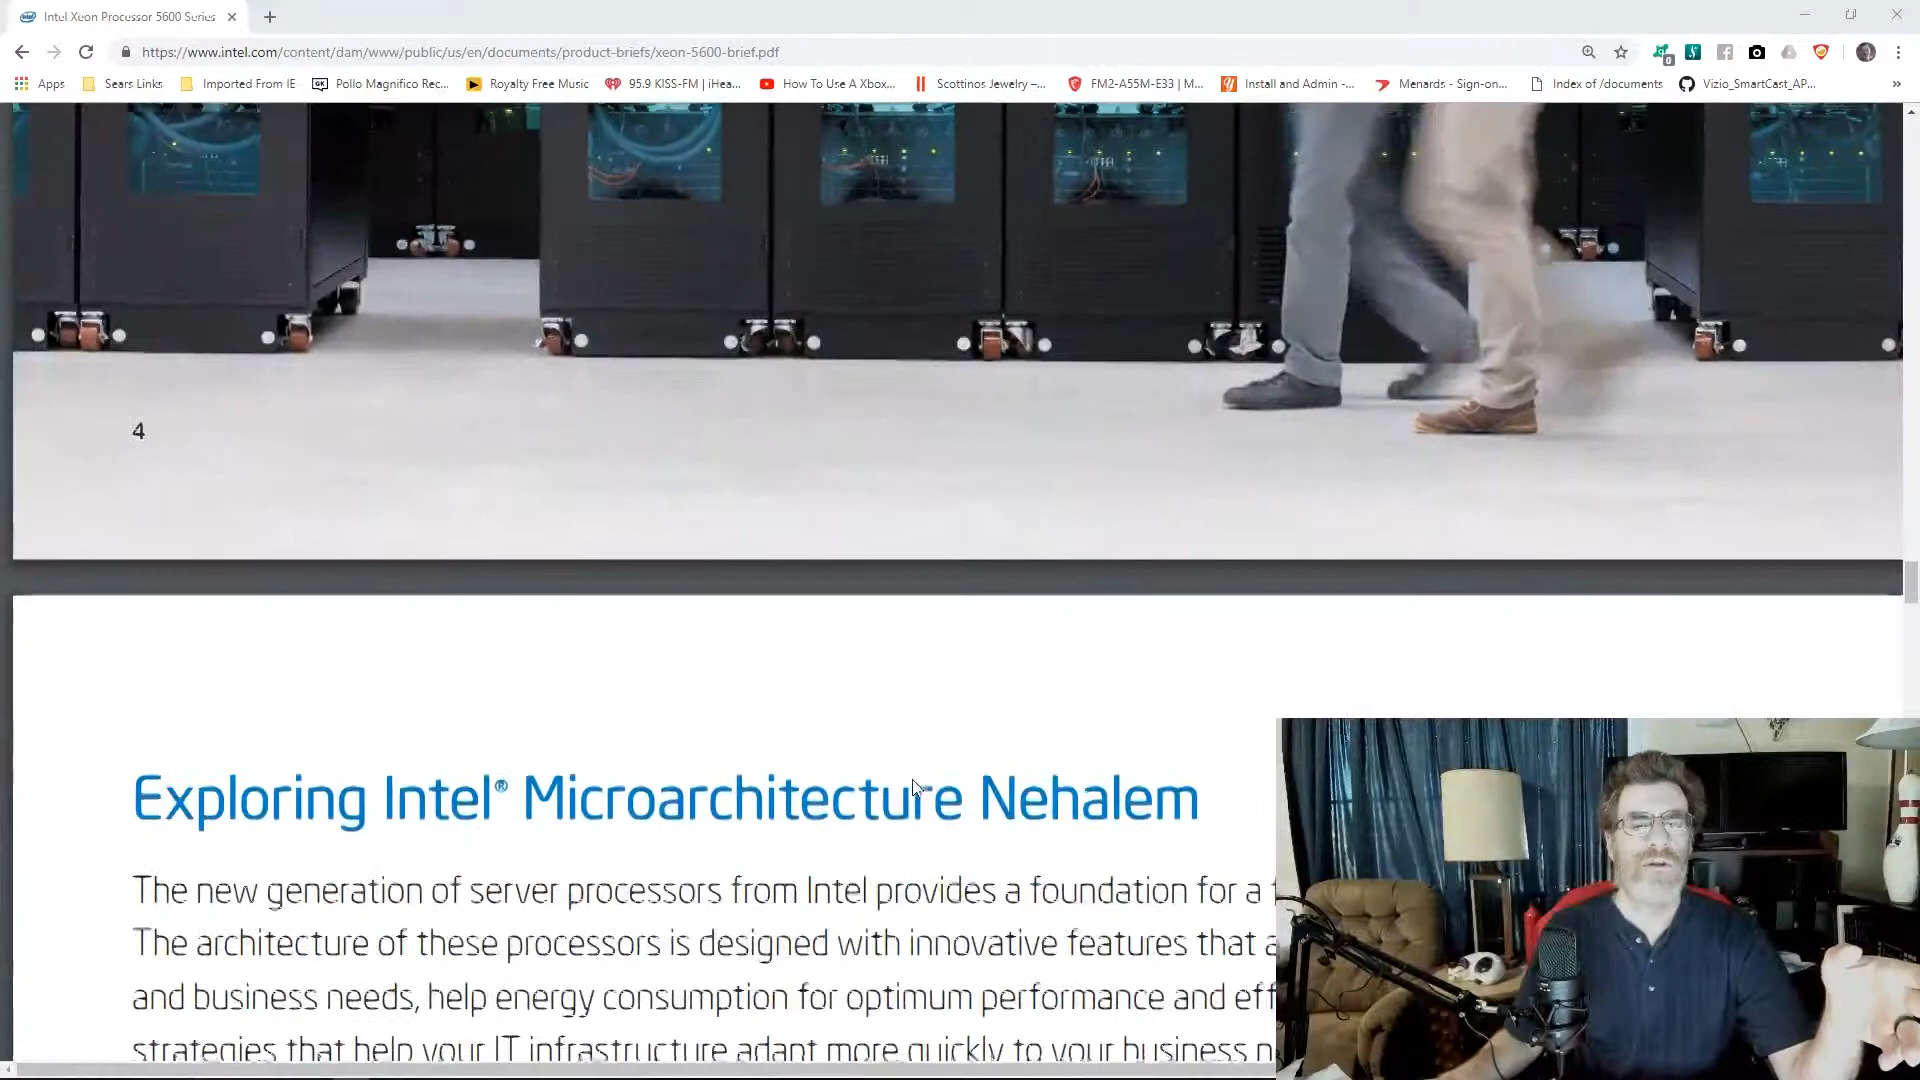 Intel Xeon Processor 5600 Series
https://www.intel.com/content/dam/www/public/us/en/documents/product-briefs/xeon-5600-brief.pdf
0
Apps Sears Links Imported From IE GK Pollo Magnifico Rec... Royalty Free Music 95.9 KISS-FM | iHea... How To Use A Xbox... Scottinos Jewelry –... FM2-A55M-E33 | M... Install and Admin -... Menards - Sign-on... Index of /documents Vizio_SmartCast_AP... »
4
Exploring Intel® Microarchitecture Nehalem
The new generation of server processors from Intel provides a foundation for a
The architecture of these processors is designed with innovative features that
and business needs, help energy consumption for optimum performance and
strategies that help your IT infrastructure adapt more quickly to your business